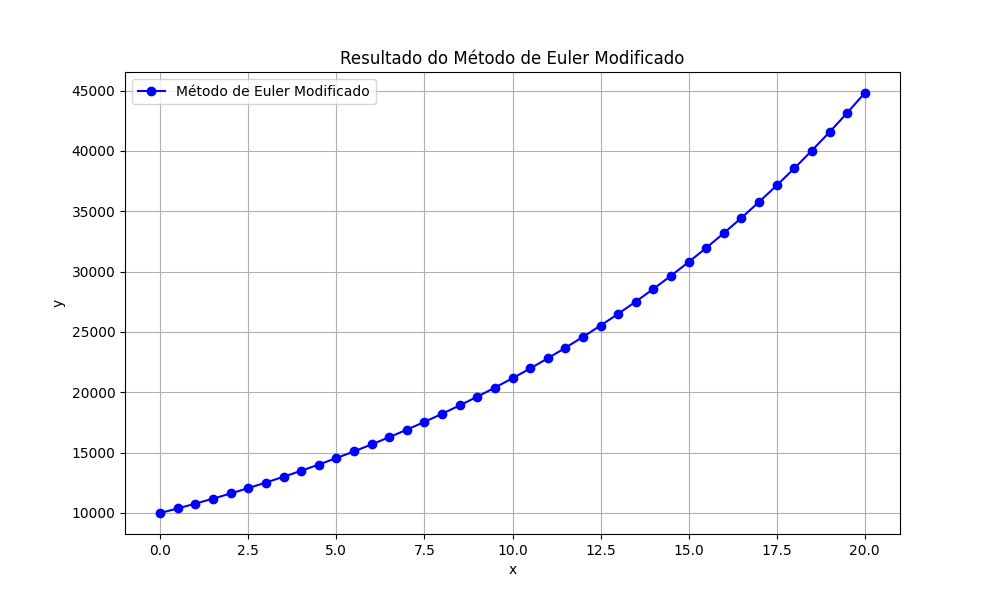 Resultado do Método de Euler Modificado
Método de Euler Modificado
45000
40000
35000
30000
25000
20000
15000
10000
y
0.0 2.5 5.0 7.5 10.0 12.5 15.0 17.5 20.0
x